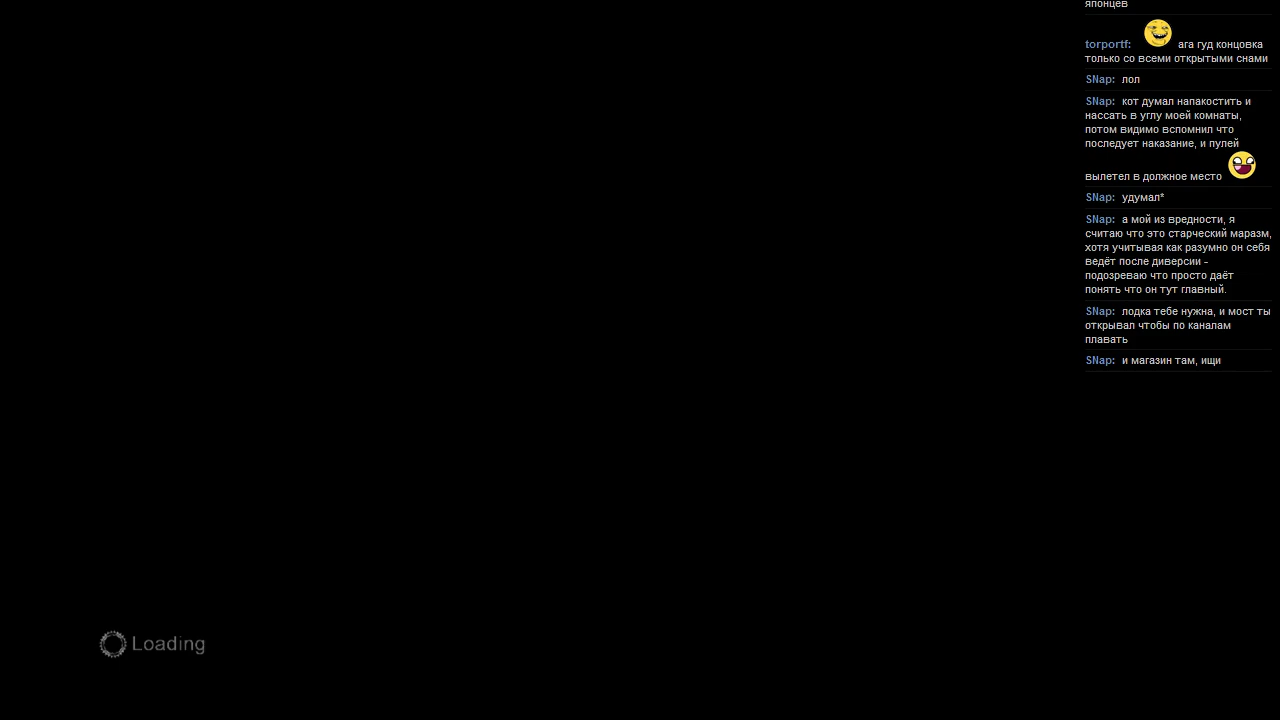 японцев
torportf: ага гуд концовка
только со всеми открытыми снами
SNap: лол
SNap: кот думал напакостить и
нассать в углу моей комнаты,
потом видимо вспомнил что
последует наказание, и пулей
вылетел в должное место
SNap: удумал*
SNap: а мой из вредности, я
считаю что это старческий маразм,
хотя учитывая как разумно он себя
ведёт после диверсии -
подозреваю что просто даёт
понять что он тут главный.
SNap: лодка тебе нужна, и мост ты
открывал чтобы по каналам
плавать
SNap: и магазин там, ищи
Loading